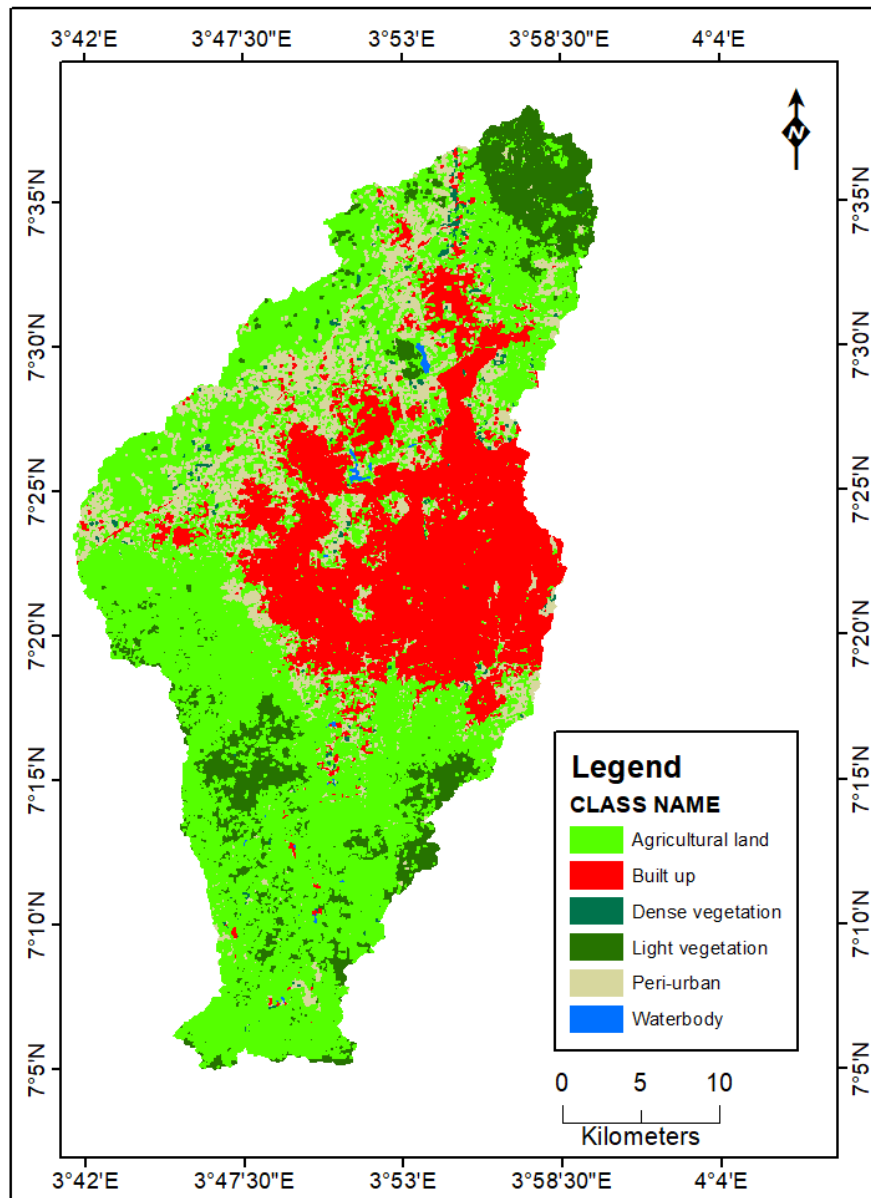 3°42'E 3°47'30"E 3°53'E 3°58'30"E 4°4'E
N
7°35'N 7°35'N
7°30'N 7°30'N
7°25'N 7°25'N
7°20'N 7°20'N
7°15'N 7°15'N
7°10'N 7°10'N
7°5'N 7°5'N
Legend
CLASS NAME
Agricultural land
Built up
Dense vegetation
Light vegetation
Peri-urban
Waterbody
0 5 10
Kilometers
3°42'E 3°47'30"E 3°53'E 3°58'30"E 4°4'E